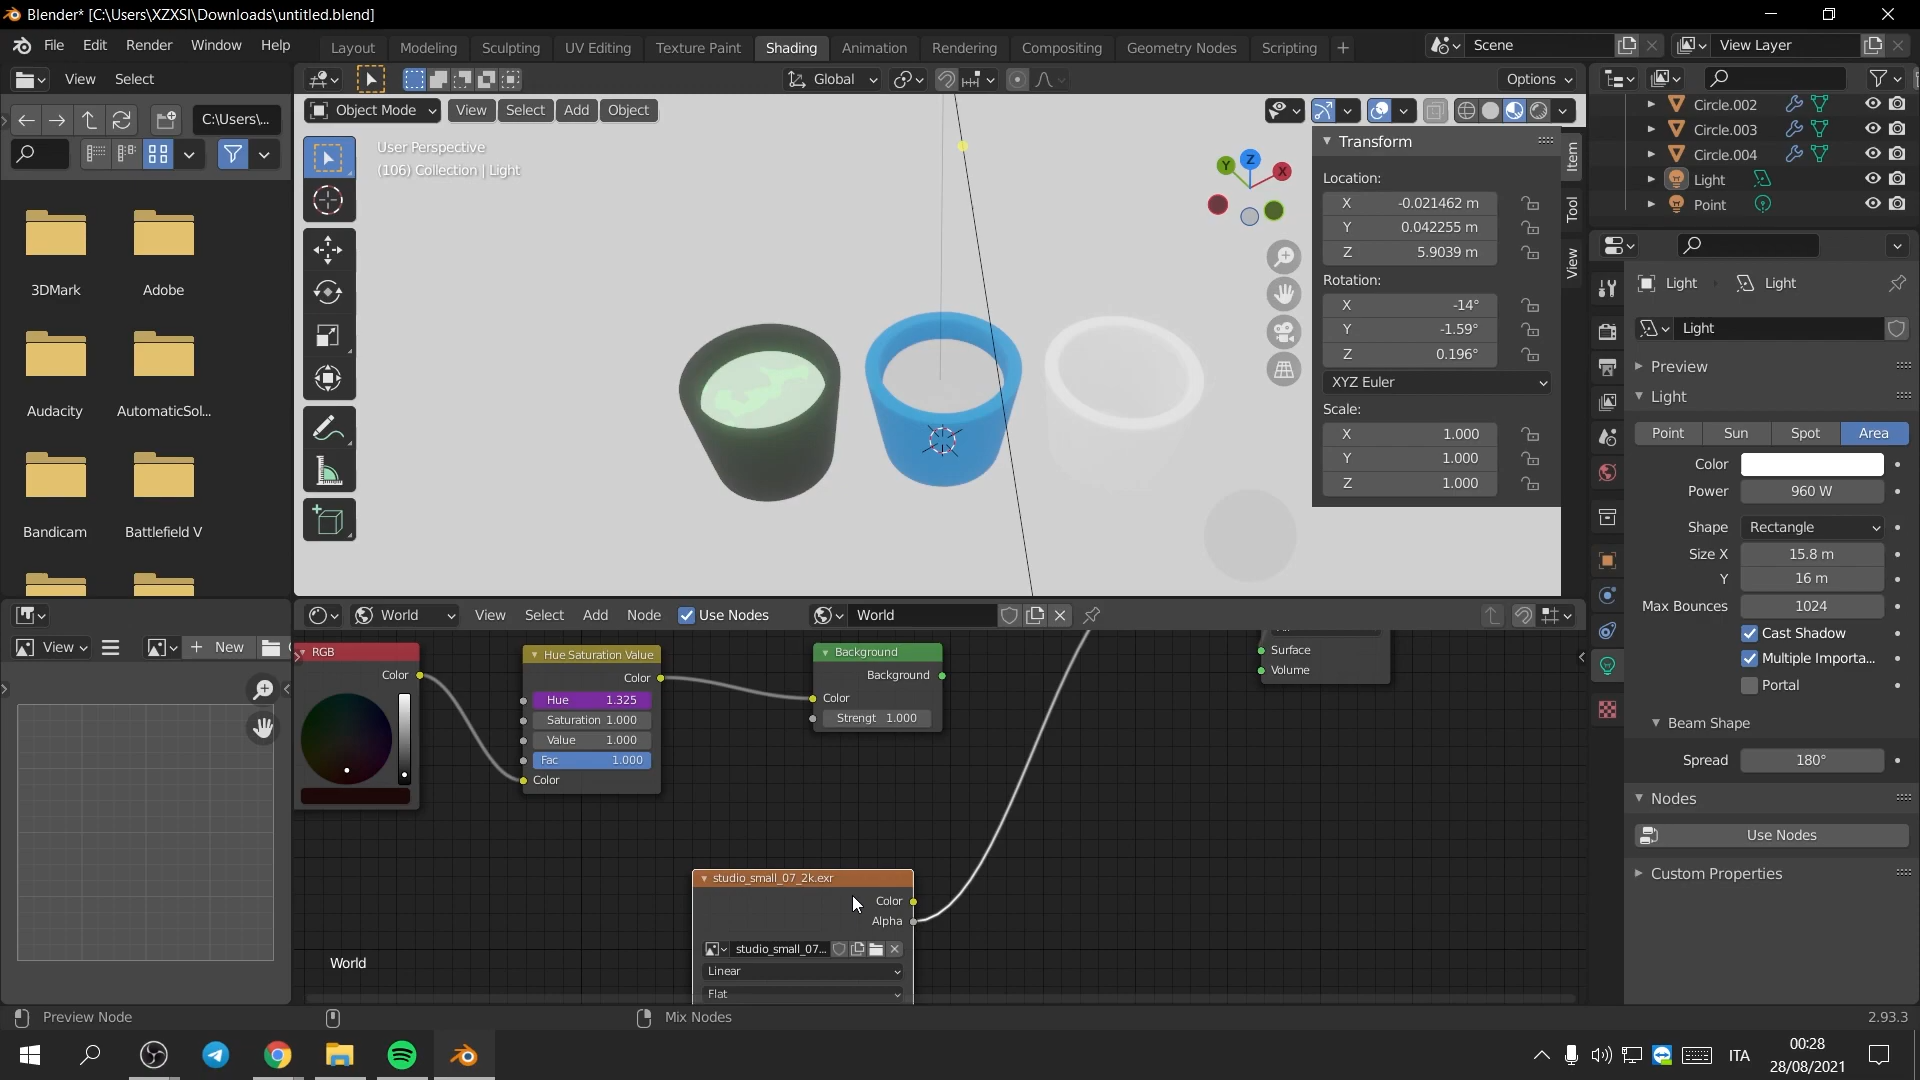 Blender* [C:\Users\XZXSI\Downloads\untitled.blend]
File Edit Render Window Help
Layout Modeling Sculpting UV Editing Texture Paint Shading Animation Rendering Compositing Geometry Nodes Scripting
Scene
View Layer
View Select
Global
Options
C:\Users\...
Object Mode View Select Add Object
User Perspective
(106) Collection | Light
3DMark
Adobe
Audacity
AutomaticSol...
Bandicam
Battlefield V
Y Z X
Transform
Location:
X -0.021462 m
Y 0.042255 m
Z 5.9039 m
Rotation:
X -14°
Y -1.59°
Z 0.196°
XYZ Euler
Scale:
X 1.000
Y 1.000
Z 1.000
Item
Tool
View
Circle.002
Circle.003
Circle.004
Light
Point
Light Light
Light
Preview
Light
Point Sun Spot Area
Color
Power 960 W
Shape Rectangle
Size X 15.8 m
Y 16 m
Max Bounces 1024
Cast Shadow
Multiple Importa...
Portal
Beam Shape
Spread 180°
Nodes
Use Nodes
Custom Properties
World View Select Add Node Use Nodes World
View New
RGB
Color
Hue Saturation Value
Color
Hue 1.325
Saturation 1.000
Value 1.000
Fac 1.000
Color
Background
Background
Color
Strengt 1.000
Surface
Volume
studio_small_07_2k.exr
Color
Alpha
studio_small_07...
Linear
Flat
World
Preview Node
Mix Nodes
2.93.3
ITA
00:28
28/08/2021